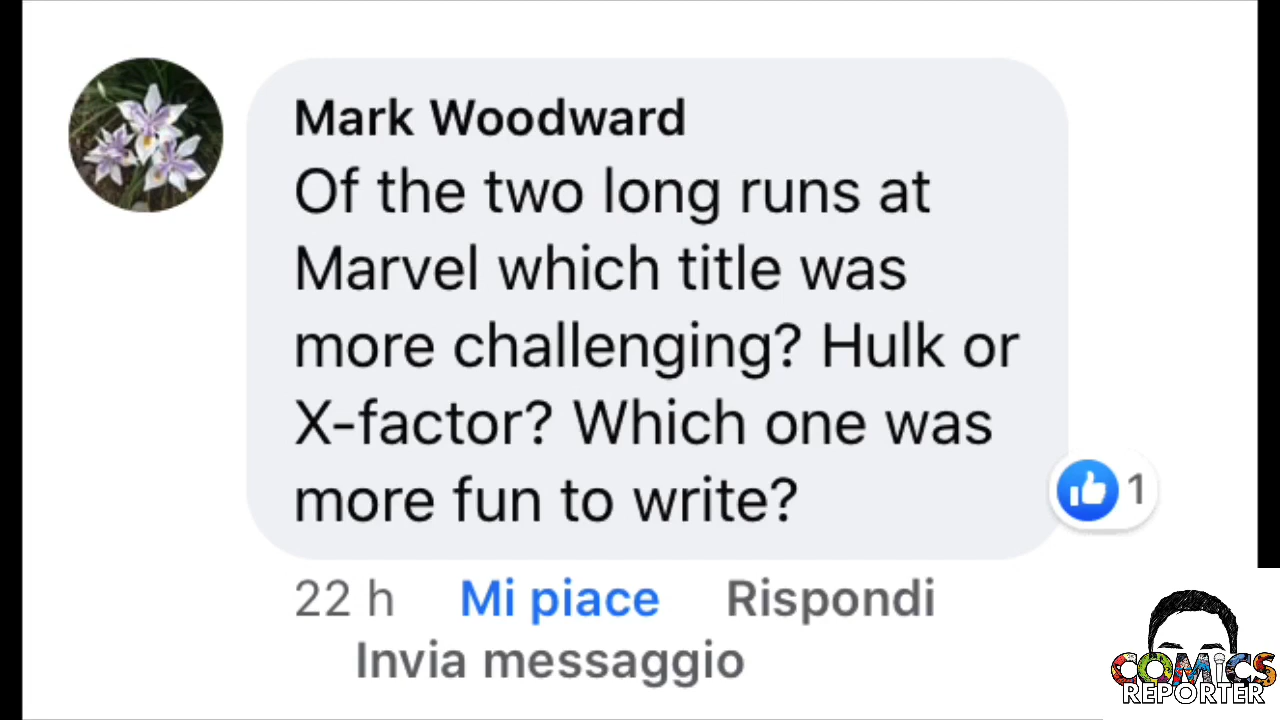 Mark Woodward
Of the two long runs at
Marvel which title was
more challenging? Hulk or
X-factor? Which one was
more fun to write?
1
22 h Mi piace Rispondi
Invia messaggio
COMICS
REPORTER